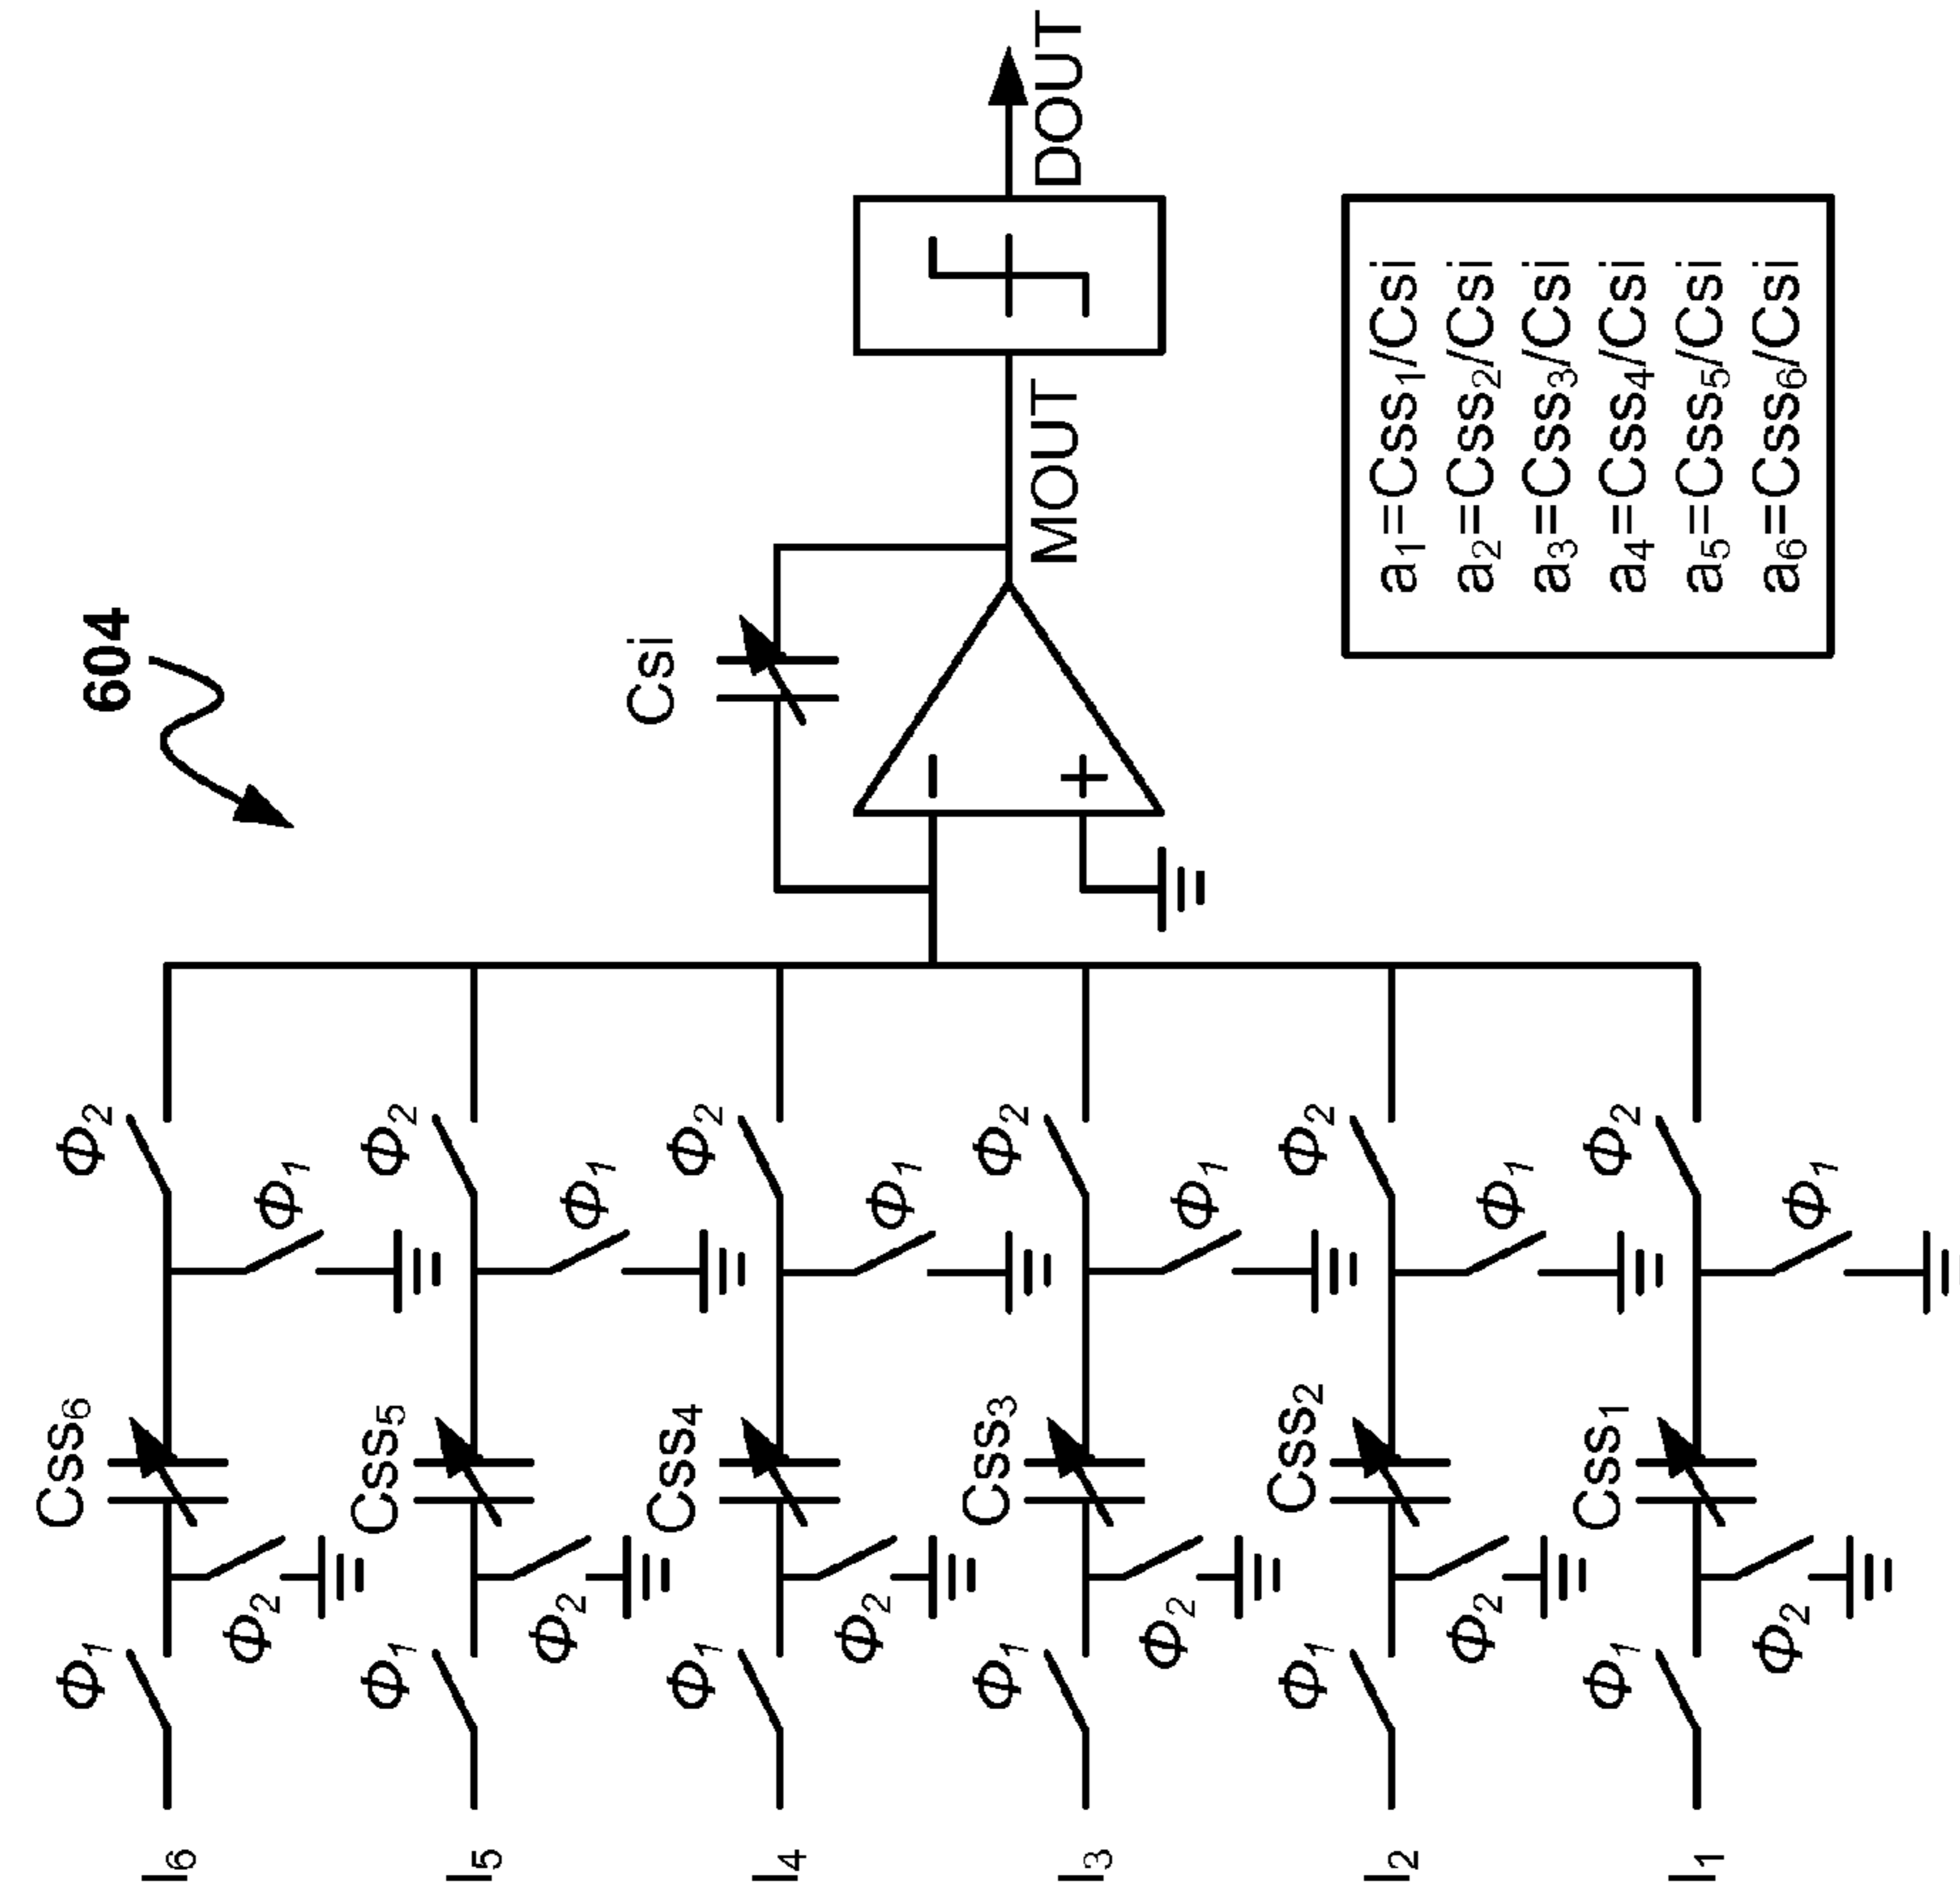 604
Φ₁
Css₆
Φ₂
I₆
Φ₂
Φ₁
Φ₁
Css₅
Φ₂
I₅
Φ₂
Φ₁
Csi
Φ₁
Css₄
Φ₂
I₄
Φ₂
Φ₁
−
+
MOUT
DOUT
Φ₁
Css₃
Φ₂
I₃
Φ₂
Φ₁
Φ₁
Css₂
Φ₂
I₂
Φ₂
Φ₁
Φ₁
Css₁
Φ₂
I₁
Φ₂
Φ₁
a₁=Css₁/Csi
a₂=Css₂/Csi
a₃=Css₃/Csi
a₄=Css₄/Csi
a₅=Css₅/Csi
a₆=Css₆/Csi